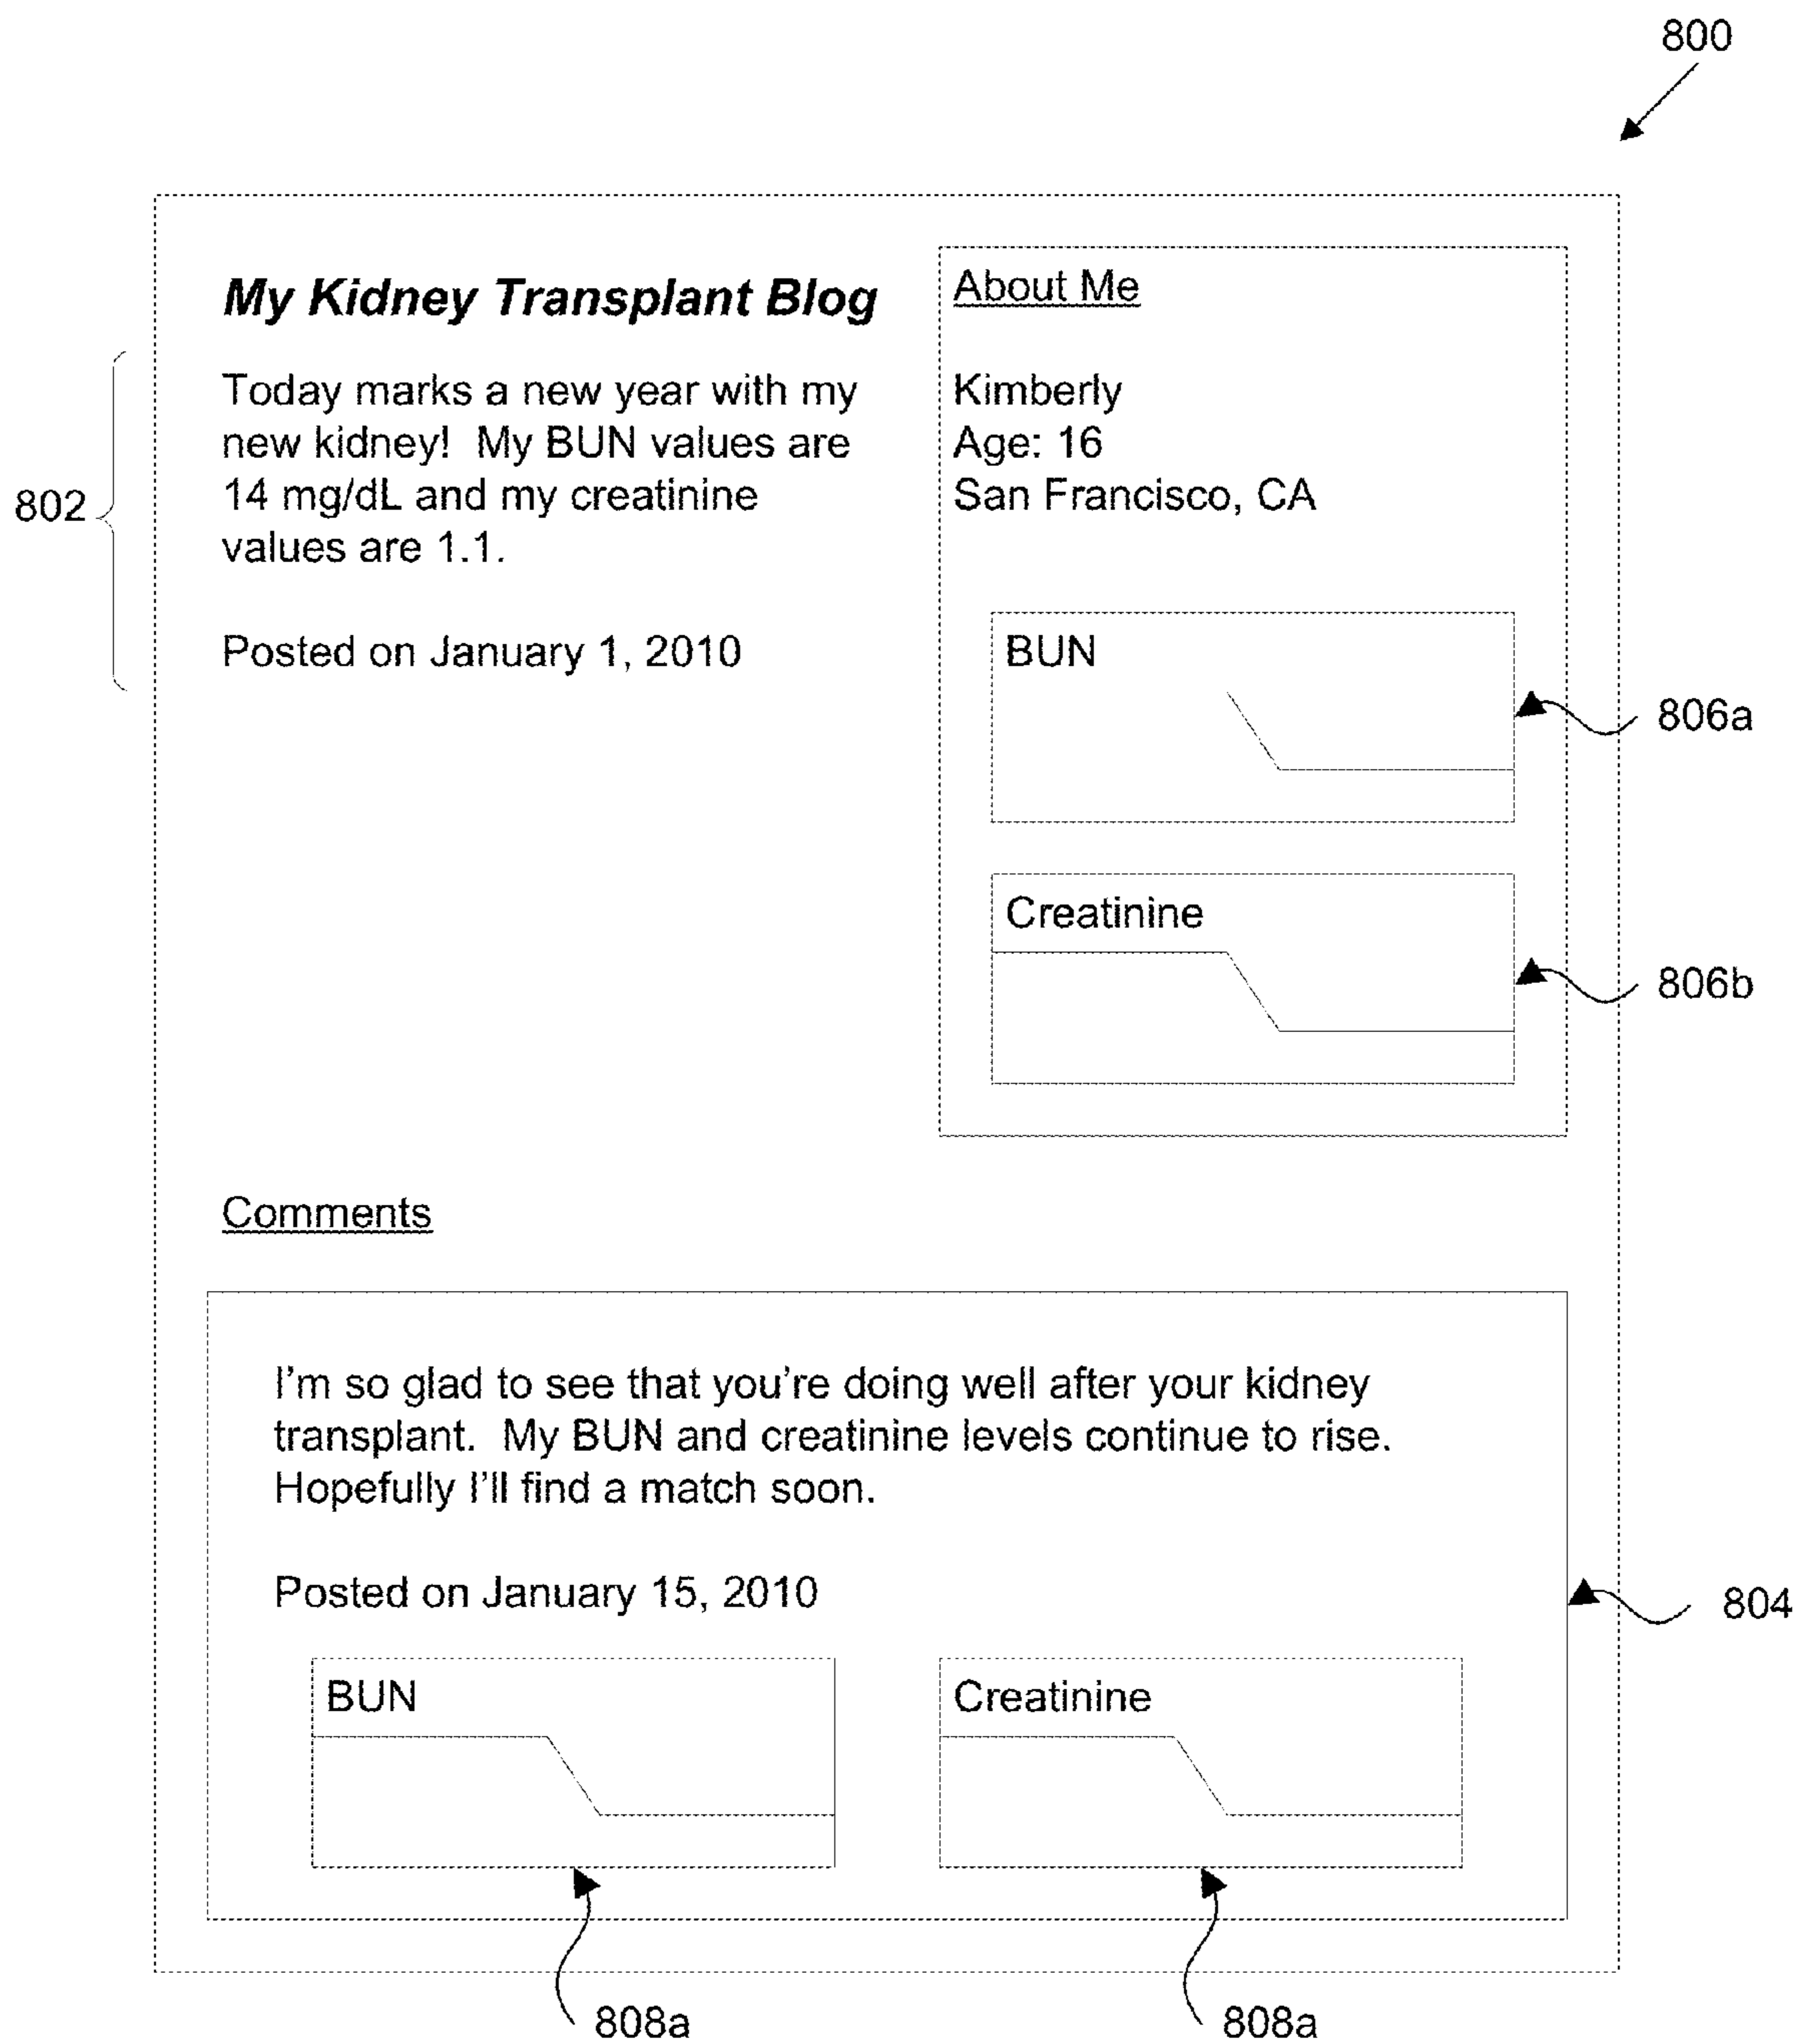 800
My Kidney Transplant Blog
802
Today marks a new year with my
new kidney!  My BUN values are
14 mg/dL and my creatinine
values are 1.1.
Posted on January 1, 2010
About Me
Kimberly
Age: 16
San Francisco, CA
BUN
806a
Creatinine
806b
Comments
I'm so glad to see that you're doing well after your kidney
transplant.  My BUN and creatinine levels continue to rise.
Hopefully I'll find a match soon.
Posted on January 15, 2010
804
BUN
Creatinine
808a
808a